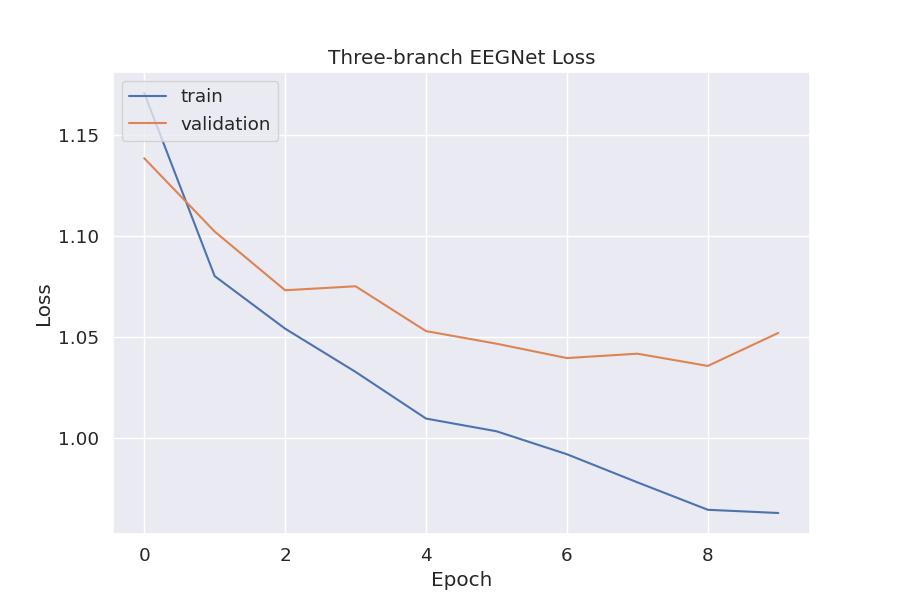 Three-branch EEGNet Loss
train
validation
1.15
1.10
1.05
1.00
Loss
0 2 4 6 8
Epoch